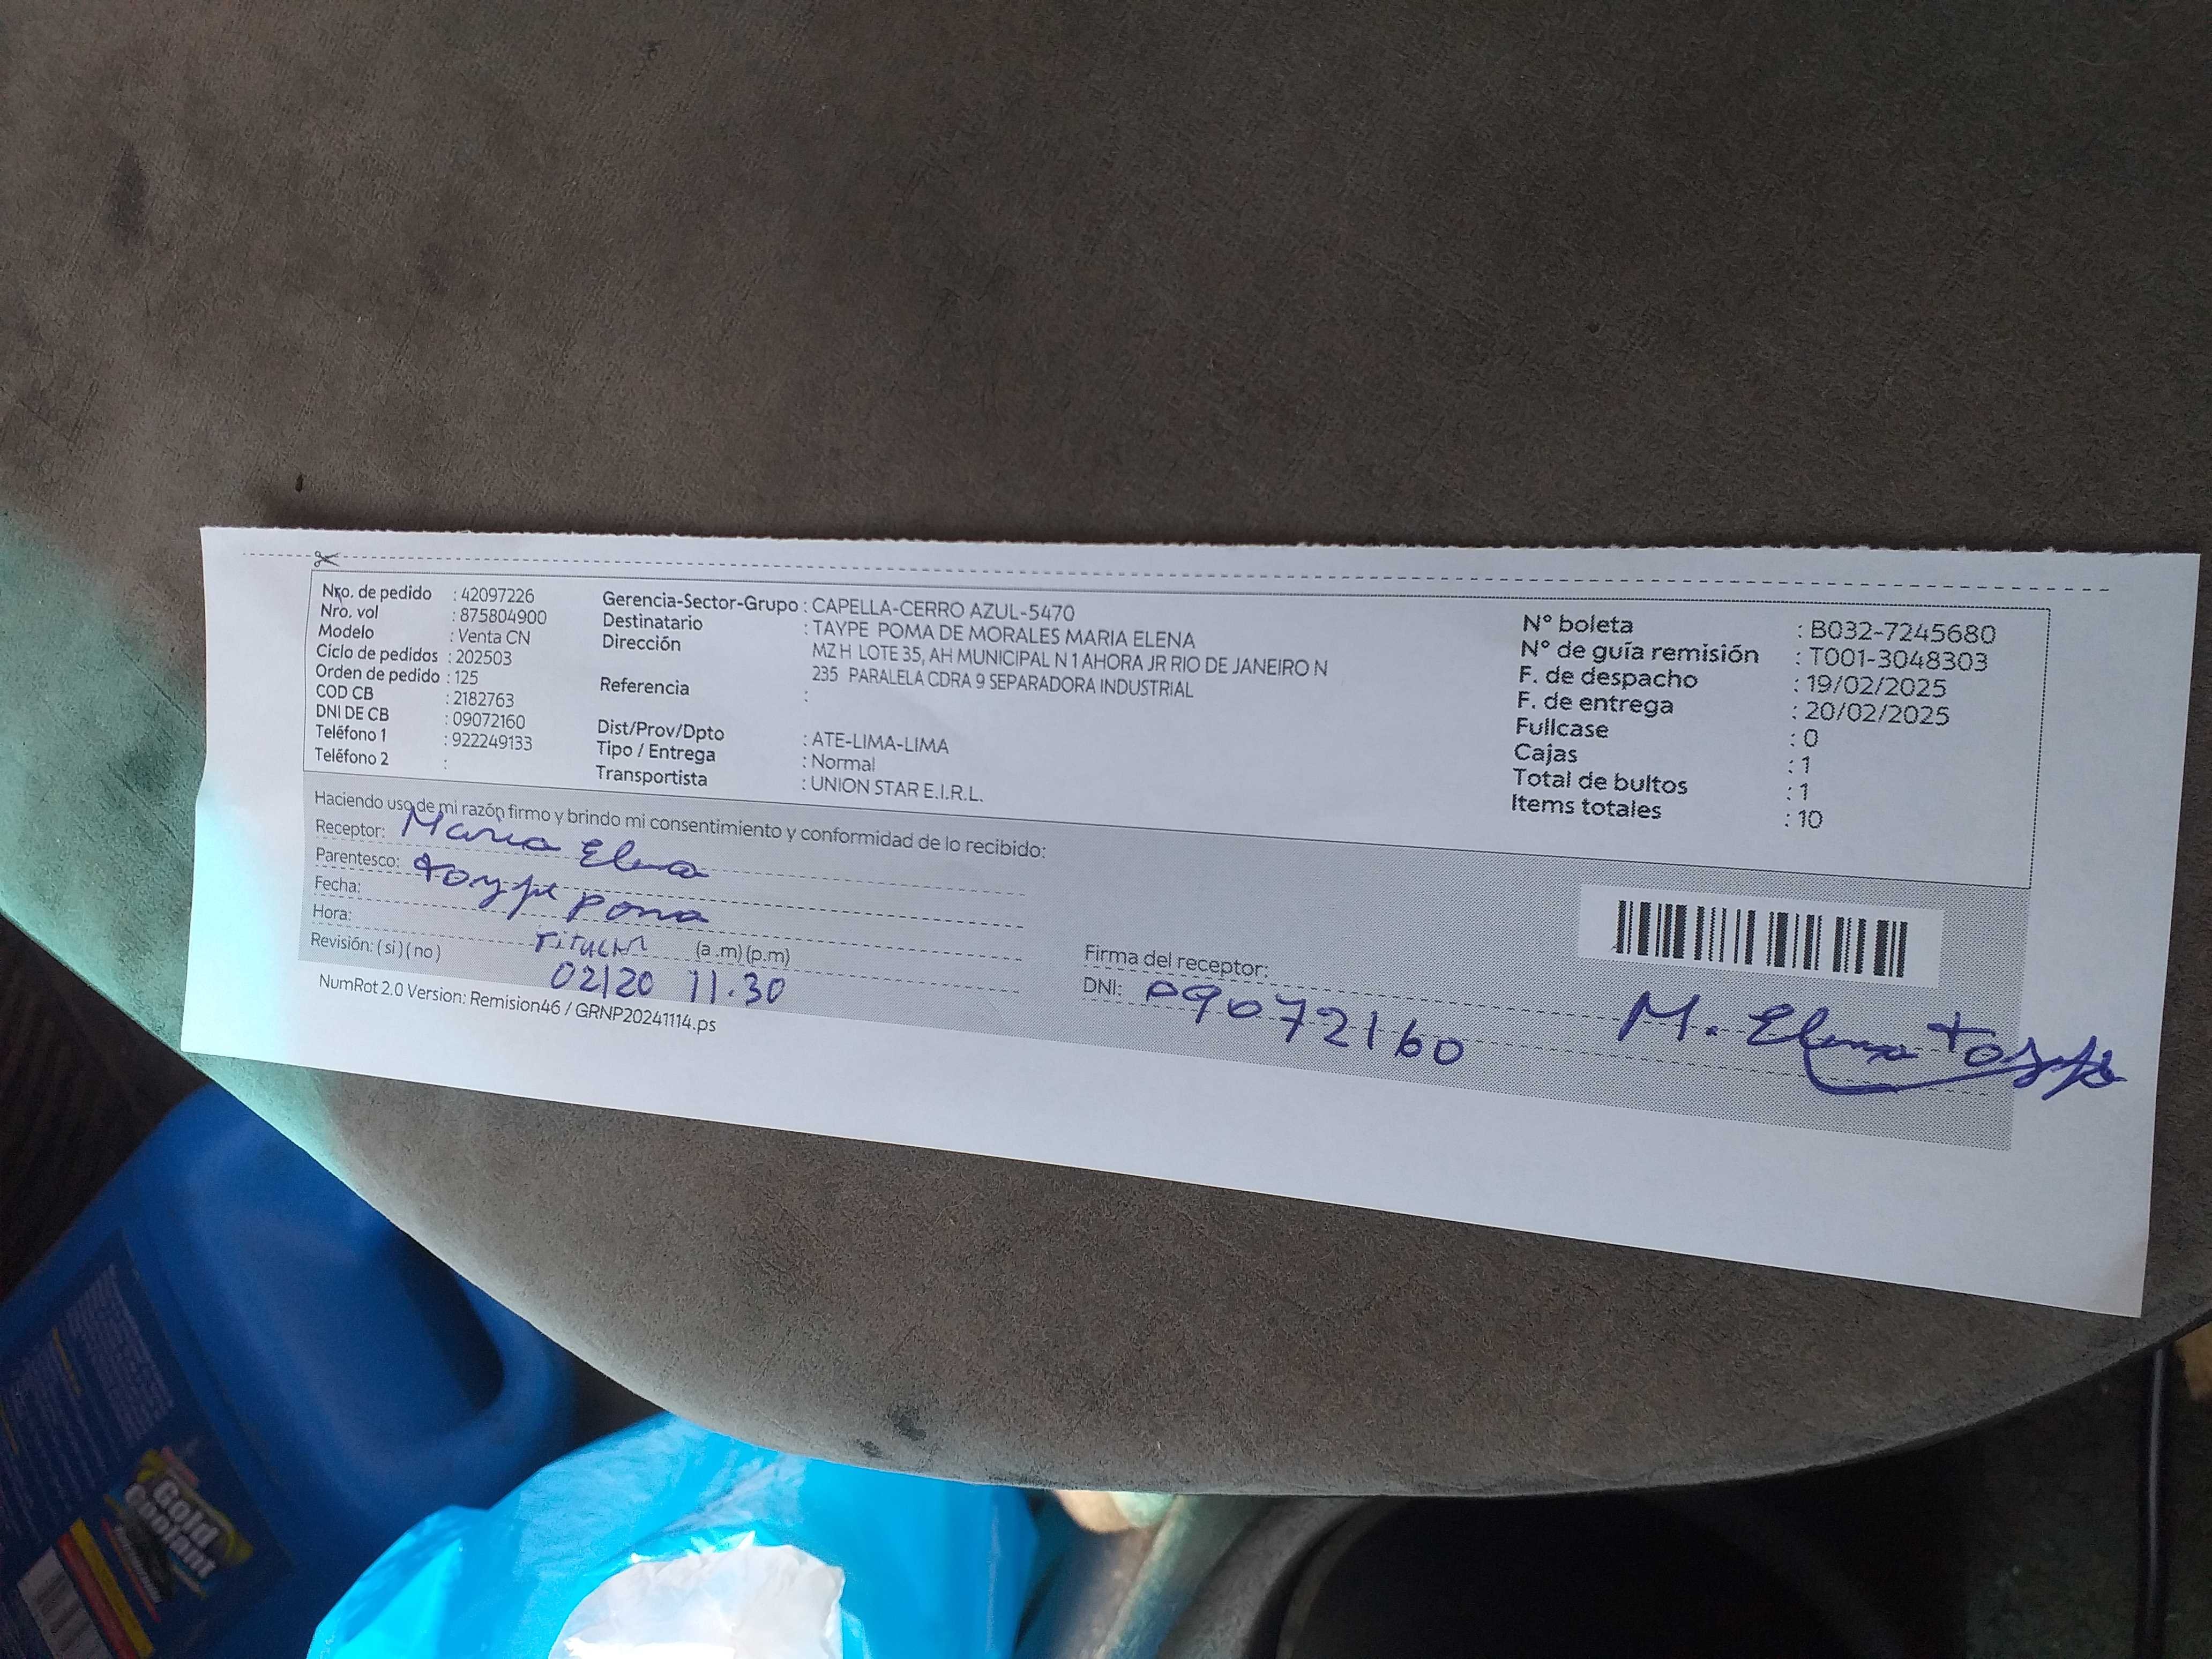 Nro. de pedido : 42097226
Nro. vol : 875804900
Modelo : Venta CN
Ciclo de pedidos : 202503
Orden de pedido : 125
COD CB : 2182763
DNI DE CB : 09072160
Teléfono 1 : 922249133
Teléfono 2 :
Gerencia-Sector-Grupo : CAPELLA-CERRO AZUL-5470
Destinatario : TAYPE POMA DE MORALES MARIA ELENA
Dirección MZ H LOTE 35, AH MUNICIPAL N 1 AHORA JR RIO DE JANEIRO N
235 PARALELA CDRA 9 SEPARADORA INDUSTRIAL
Referencia :
Dist/Prov/Dpto : ATE-LIMA-LIMA
Tipo / Entrega : Normal
Transportista : UNION STAR E.I.R.L.
N° boleta : B032-7245680
N° de guía remisión : T001-3048303
F. de despacho : 19/02/2025
F. de entrega : 20/02/2025
Fullcase : 0
Cajas : 1
Total de bultos : 1
Items totales : 10
Haciendo uso de mi razón firmo y brindo mi consentimiento y conformidad de lo recibido:
Receptor: Maria Elena
Parentesco: taype poma
Fecha:
Hora: TITULAR (a.m) (p.m)
Revisión: ( si ) ( no ) 02/20 11.30
Firma del receptor: M. Elena taype
DNI: 09072160
NumRot 2.0 Version: Remision46 / GRNP20241114.ps
Gold
Coolant